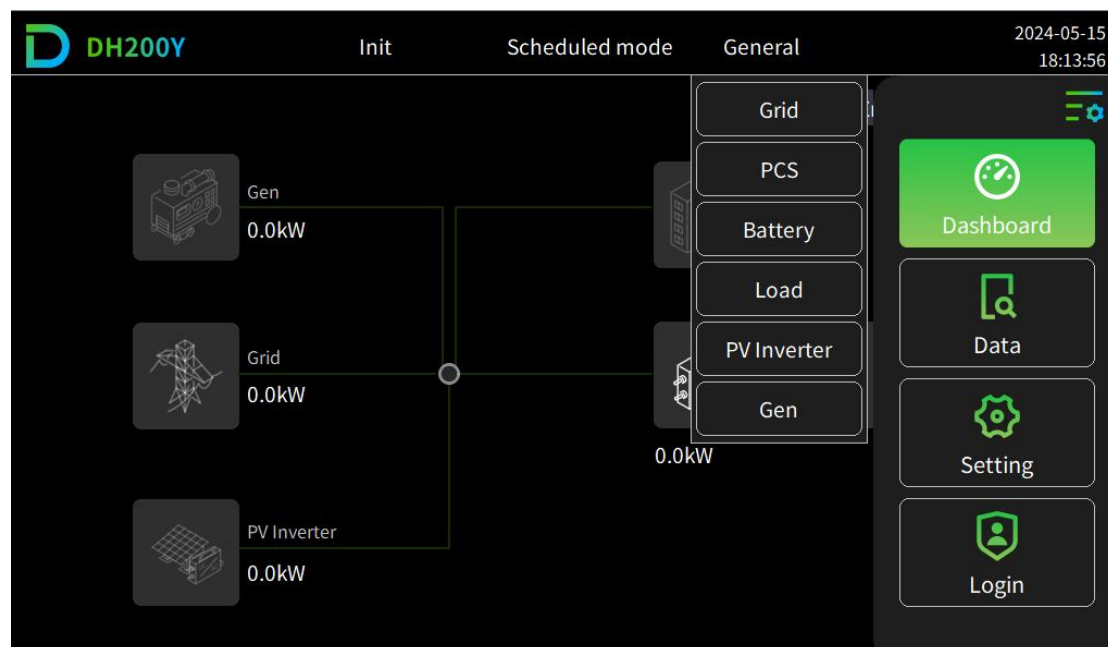 DH200Y
Init
Scheduled mode
General
2024-05-15
18:13:56
Grid
PCS
Battery
Load
PV Inverter
Gen
Gen
0.0kW
Grid
0.0kW
0.0kW
PV Inverter
0.0kW
Dashboard
Data
Setting
Login